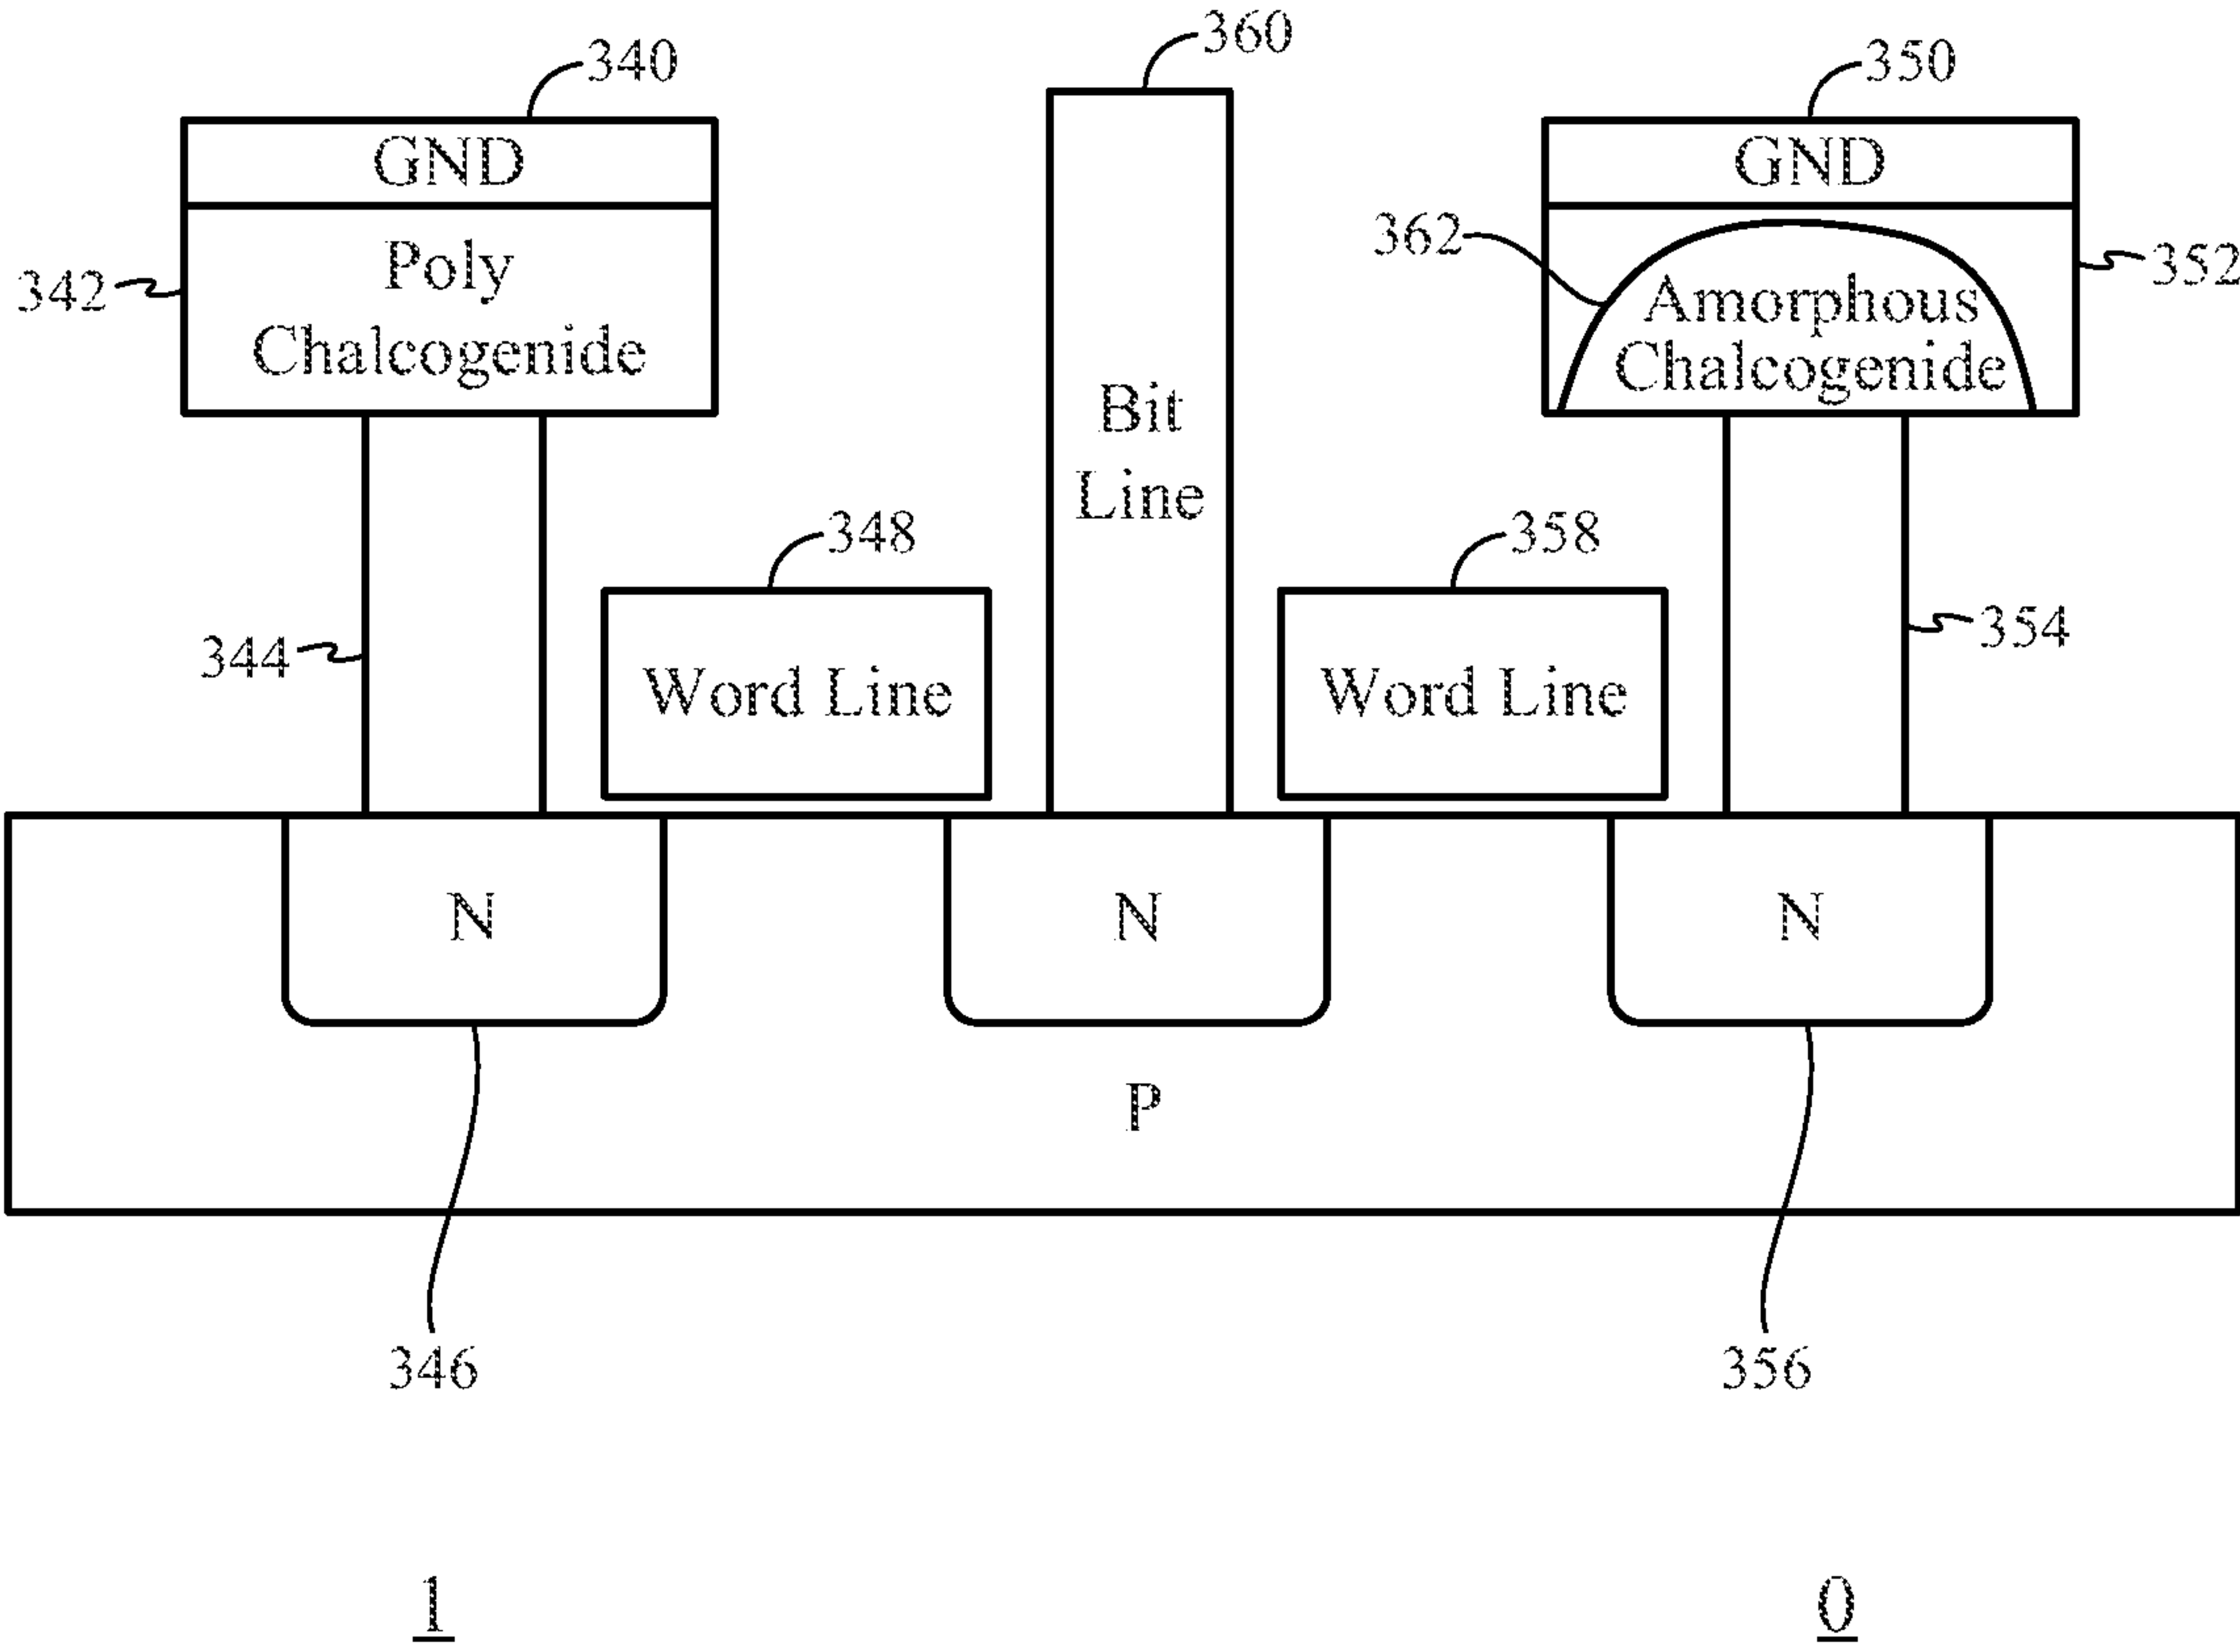 360
340
350
GND
GND
362
352
342
Poly
Chalcogenide
Amorphous
Chalcogenide
Bit
Line
348
358
344
354
Word Line
Word Line
N
N
N
P
346
356
1
0